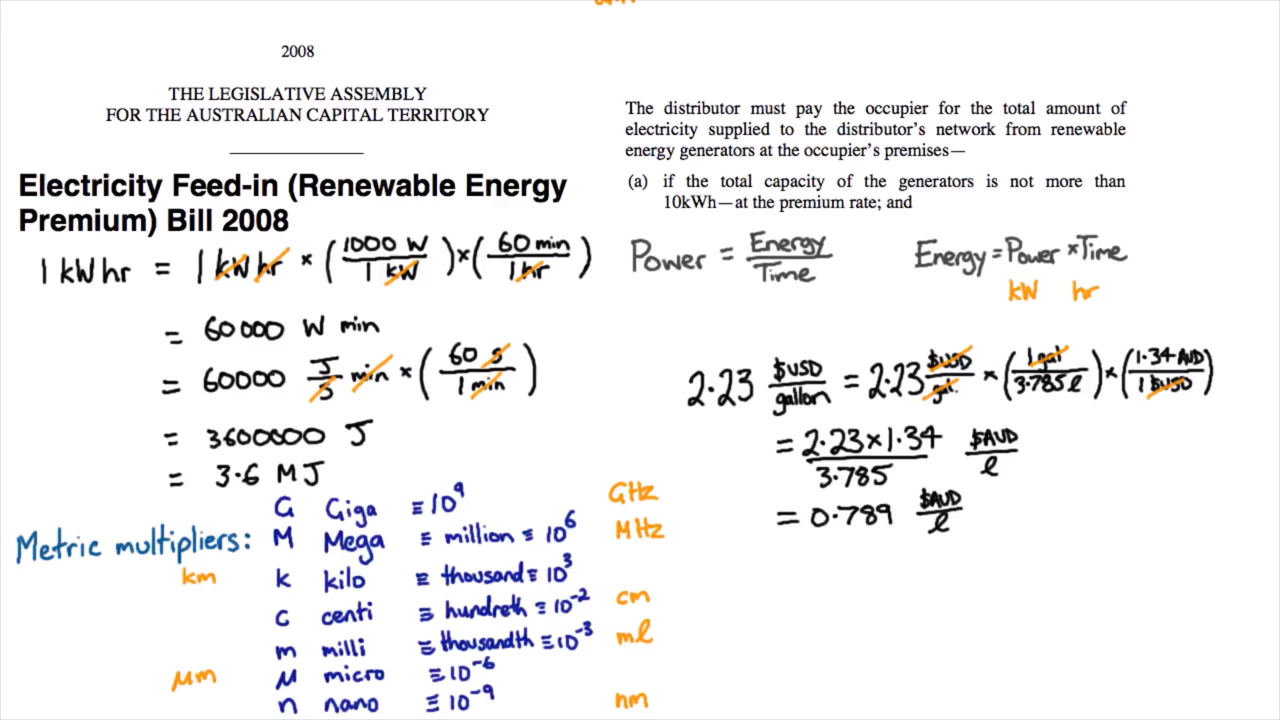 2008
THE LEGISLATIVE ASSEMBLY
FOR THE AUSTRALIAN CAPITAL TERRITORY
Electricity Feed-in (Renewable Energy
Premium) Bill 2008
1 kW hr = 1 kW hr × (1000 W / 1 kW) × (60 min / 1 hr)
= 60000 W min
= 60000 J/s min × (60 s / 1 min)
= 3600000 J
= 3.6 MJ
Metric multipliers:
G Giga ≡ 10⁹ GHz
M Mega ≡ million ≡ 10⁶ MHz
km k kilo ≡ thousand ≡ 10³
c centi ≡ hundreth ≡ 10⁻² cm
m milli ≡ thousandth ≡ 10⁻³ ml
μm μ micro ≡ 10⁻⁶
n nano ≡ 10⁻⁹ nm
The distributor must pay the occupier for the total amount of
electricity supplied to the distributor's network from renewable
energy generators at the occupier's premises—
(a) if the total capacity of the generators is not more than
10kWh—at the premium rate; and
Power = Energy / Time
Energy = Power × Time
kW hr
2.23 $USD / gallon = 2.23 $USD / gal. × (1 gal / 3.785 l) × (1.34 AUD / 1 $USD)
= 2.23 × 1.34 / 3.785 $AUD / l
= 0.789 $AUD / l